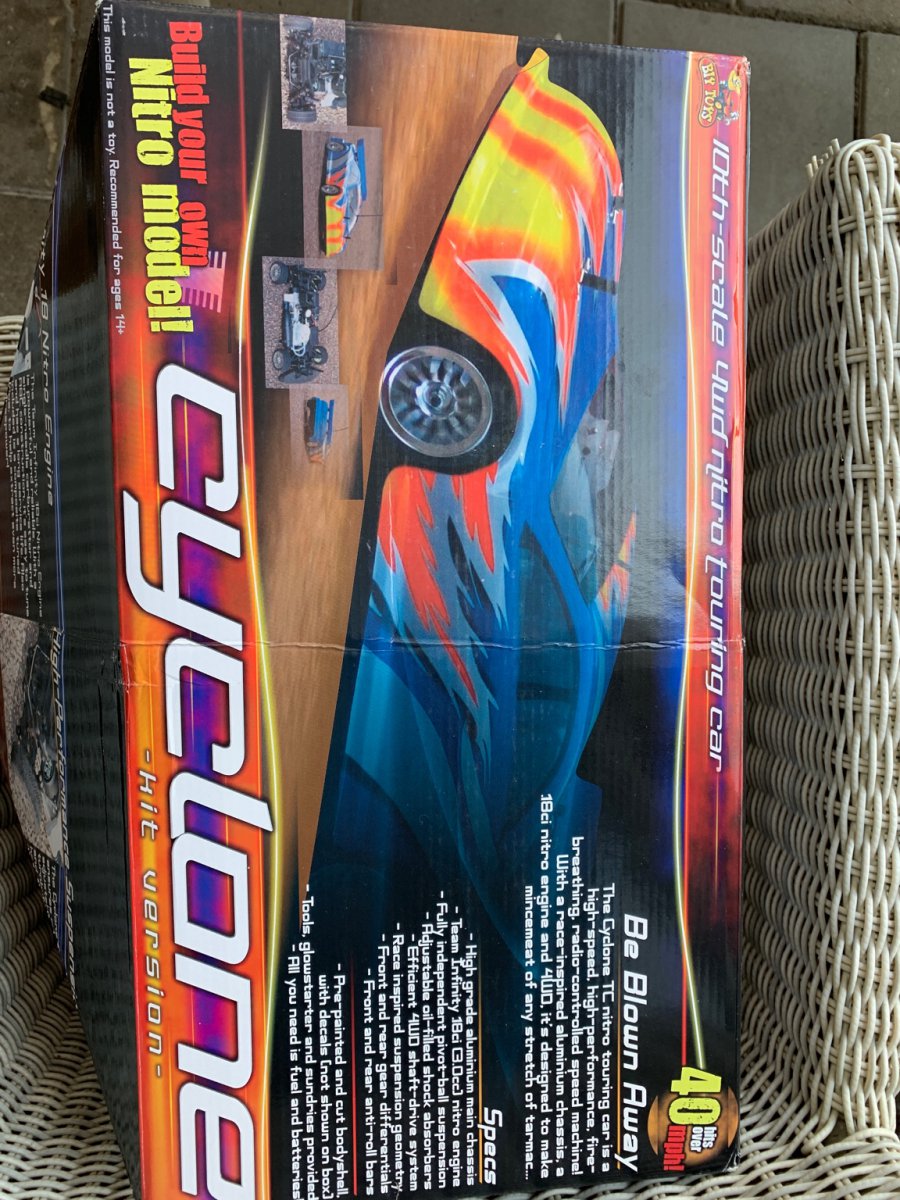 BIY TOYS
10th-scale 4wd nitro touring car
hits over
40
mph!
Be Blown Away
The Cyclone TC nitro touring car is a
high-speed, high-performance, fire-
breathing, radio-controlled speed machine!
With a race-inspired aluminium chassis, a
.18ci nitro engine and 4WD, it's designed to make
mincemeat of any stretch of tarmac...
Specs
- High grade aluminium main chassis
- Team Infinity 18ci (3.0cc) nitro engine
- Fully independent pivot-ball suspension
- Adjustable oil-filled shock absorbers
- Efficient 4WD shaft-drive system
- Race inspired suspension geometry
- Front and rear gear differentials
- Front and rear anti-roll bars
- Pre-painted and cut bodyshell,
with decals (not shown on box)
- Tools, glowstarter and sundries provided
- All you need is fuel and batteries
Build your own
Nitro model!
cyclone
- kit version -
This model is not a toy. Recommended for ages 14+
18 Nitro Engine